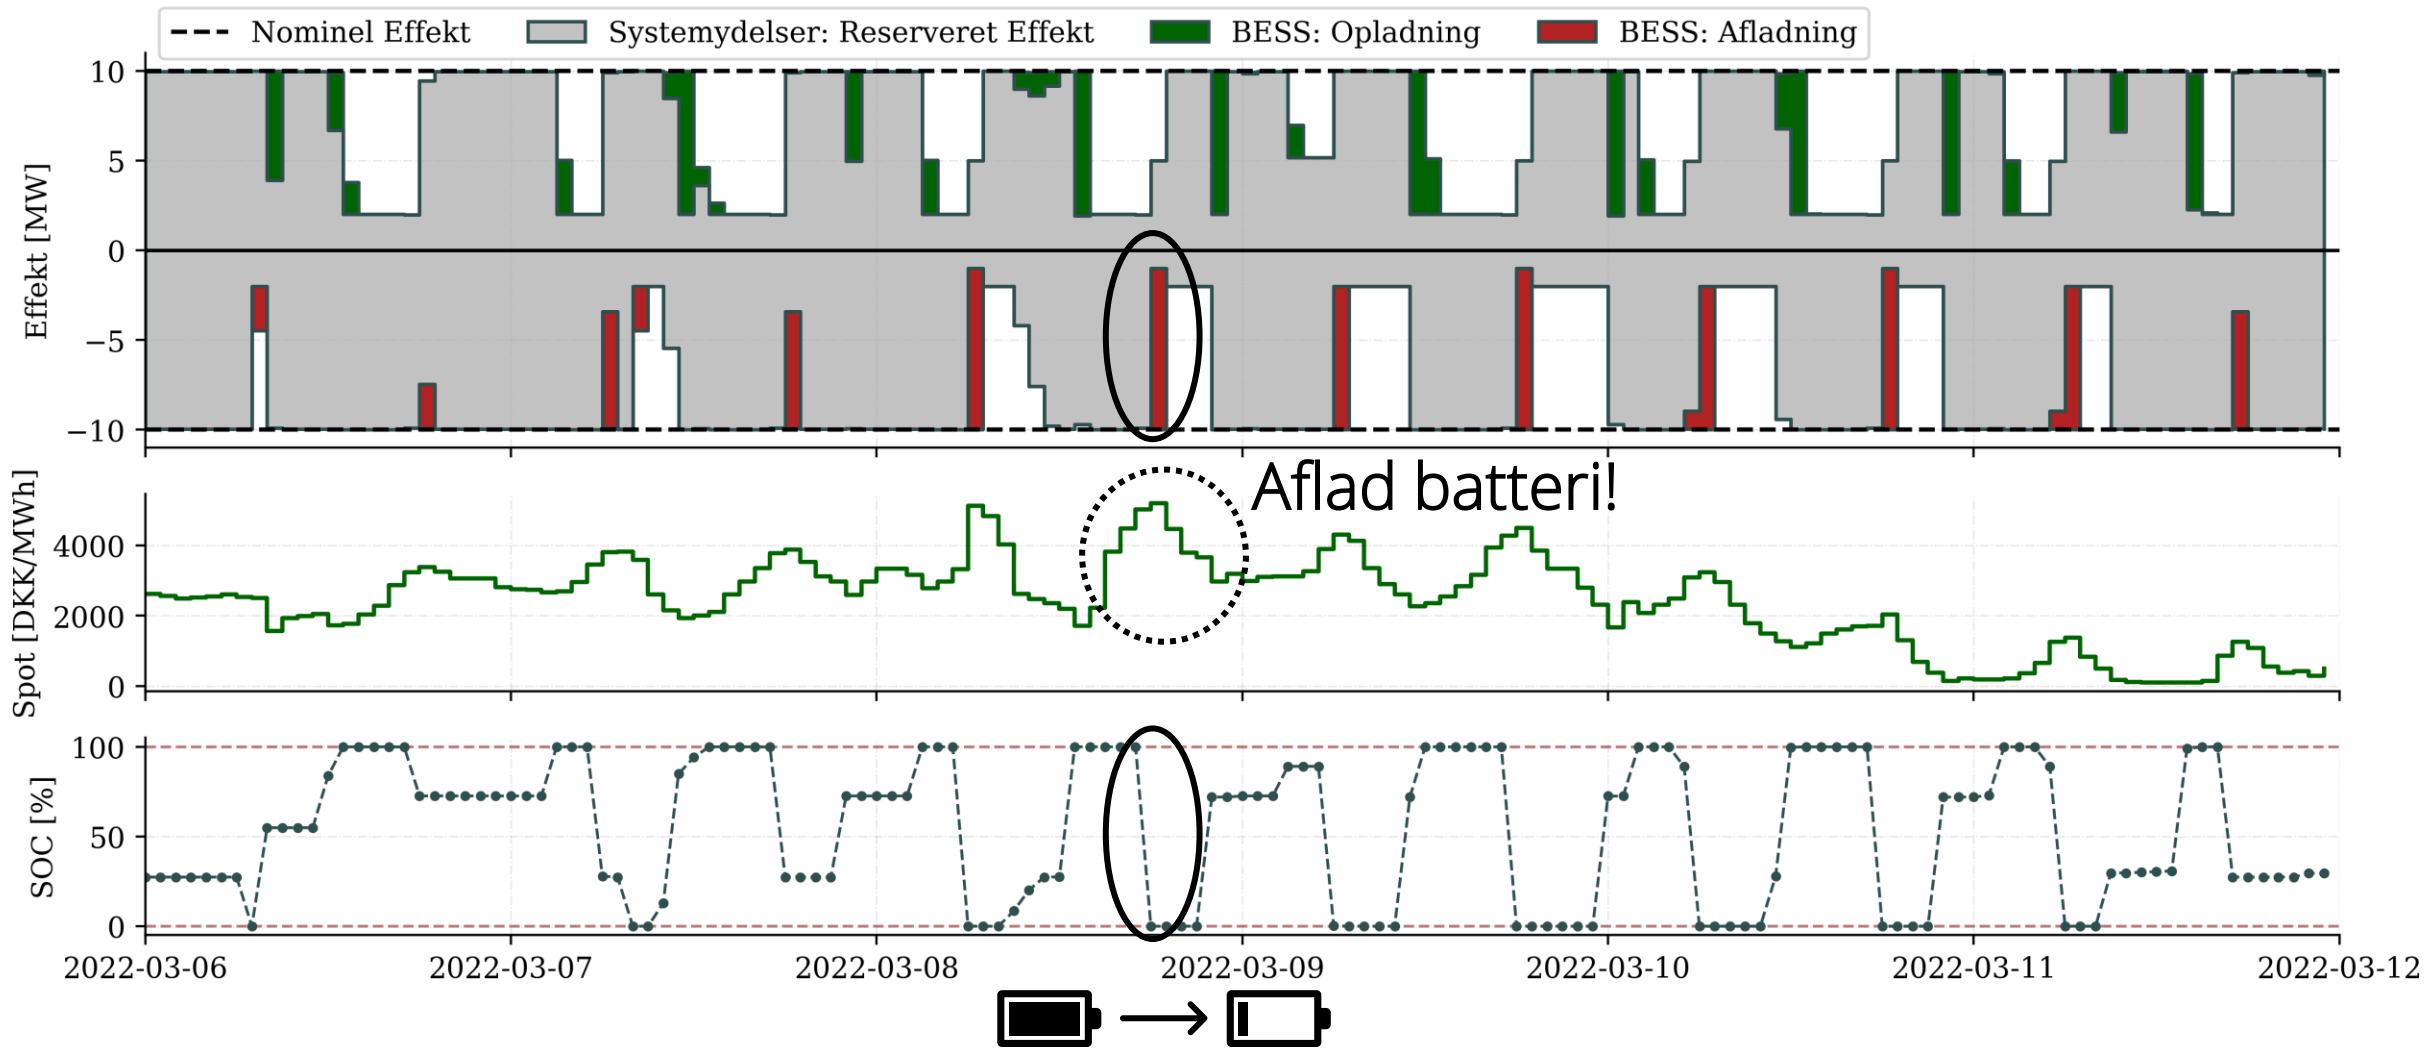 Nominel Effekt Systemydelser: Reserveret Effekt BESS: Opladning BESS: Afladning
Effekt [MW]
10
5
0
−5
−10
Aflad batteri!
Spot [DKK/MWh]
4000
2000
0
SOC [%]
100
50
0
2022-03-06 2022-03-07 2022-03-08 2022-03-09 2022-03-10 2022-03-11 2022-03-12